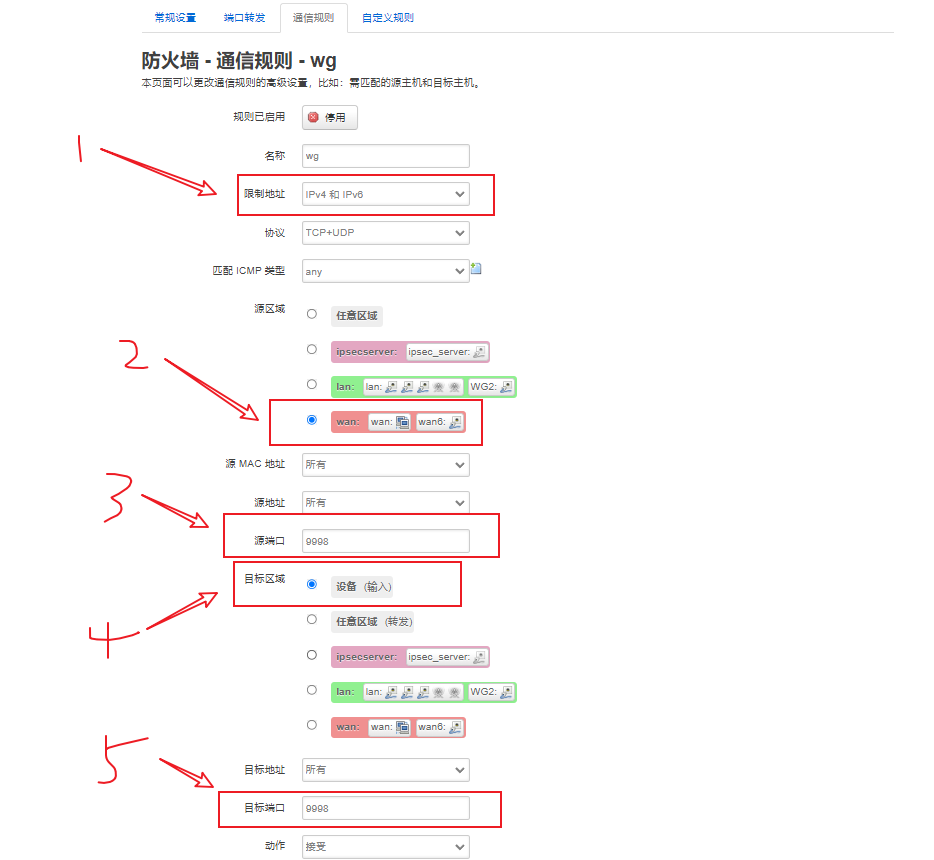 常规设置 端口转发 通信规则 自定义规则
防火墙 - 通信规则 - wg
本页面可以更改通信规则的高级设置，比如：需匹配的源主机和目标主机。
规则已启用 停用
1
名称 wg
限制地址 IPv4 和 IPv6
协议 TCP+UDP
匹配 ICMP 类型 any
源区域 任意区域
2
ipsecserver: ipsec_server:
lan: lan: WG2:
wan: wan: wan6:
源 MAC 地址 所有
3
源地址 所有
源端口 9998
目标区域 设备 (输入)
4
任意区域 (转发)
ipsecserver: ipsec_server:
lan: lan: WG2:
wan: wan: wan6:
5
目标地址 所有
目标端口 9998
动作 接受